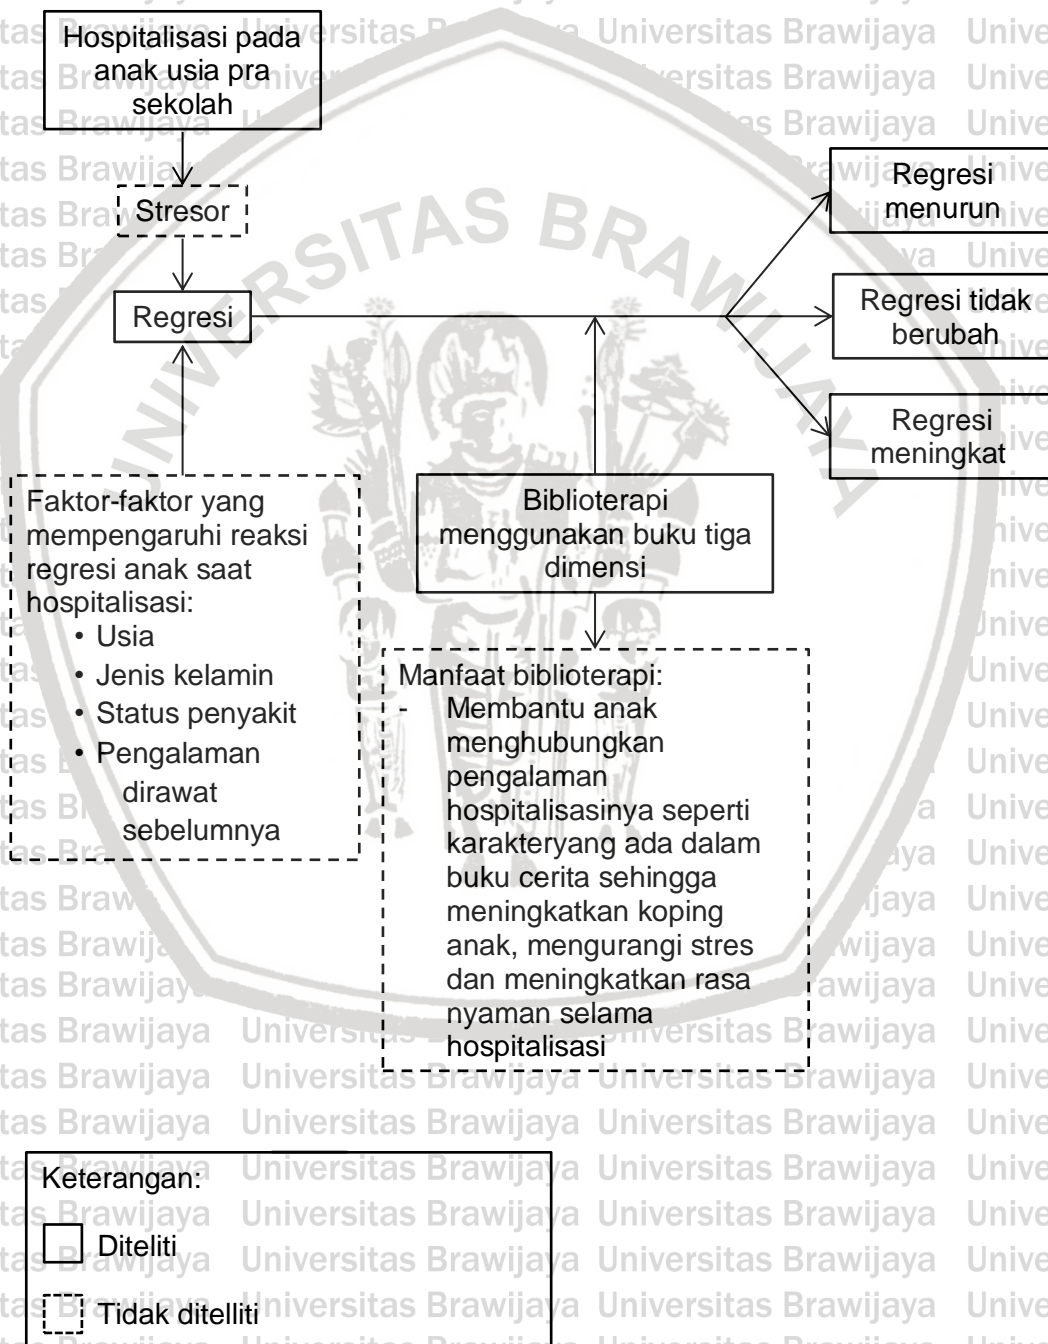 Hospitalisasi pada
anak usia pra
sekolah
Stresor
Regresi
Regresi
menurun
Regresi tidak
berubah
Regresi
meningkat
Faktor-faktor yang
mempengaruhi reaksi
regresi anak saat
hospitalisasi:
• Usia
• Jenis kelamin
• Status penyakit
• Pengalaman
dirawat
sebelumnya
Biblioterapi
menggunakan buku tiga
dimensi
Manfaat biblioterapi:
- Membantu anak
menghubungkan
pengalaman
hospitalisasinya seperti
karakteryang ada dalam
buku cerita sehingga
meningkatkan koping
anak, mengurangi stres
dan meningkatkan rasa
nyaman selama
hospitalisasi
Keterangan:
Diteliti
Tidak ditelliti
UNIVERSITAS BRAWIJAYA